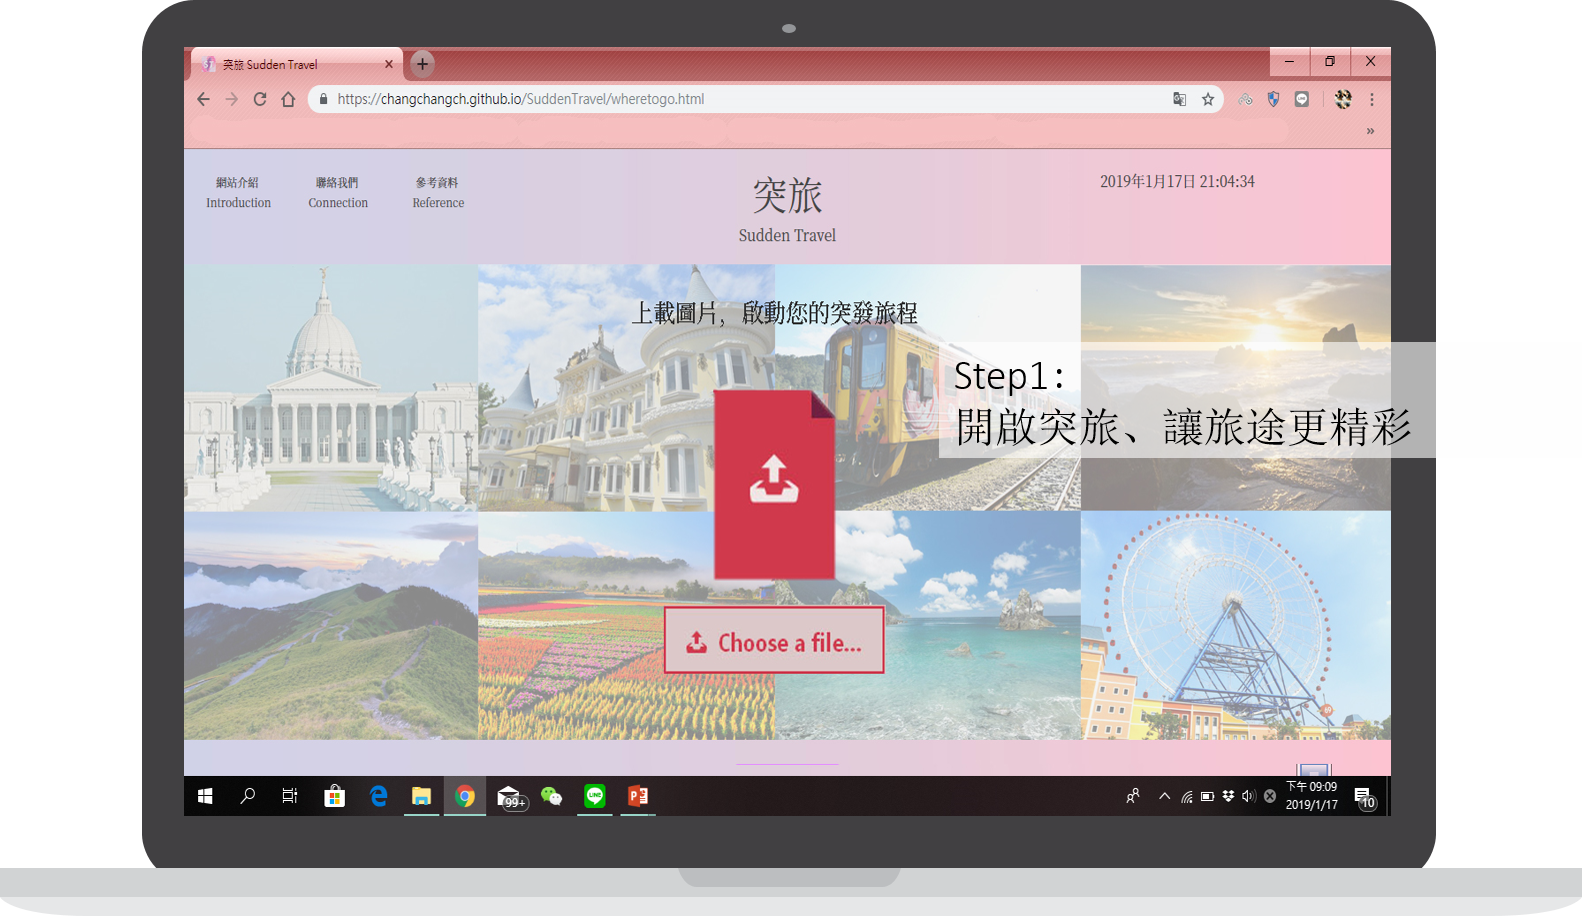 突旅 Sudden Travel
https://changchangch.github.io/SuddenTravel/wheretogo.html
網站介紹
Introduction
聯絡我們
Connection
參考資料
Reference
突旅
Sudden Travel
2019年1月17日 21:04:34
上載圖片，啟動您的突發旅程
Step1:
開啟突旅、讓旅途更精彩
Choose a file...
99+
下午 09:09
2019/1/17
10